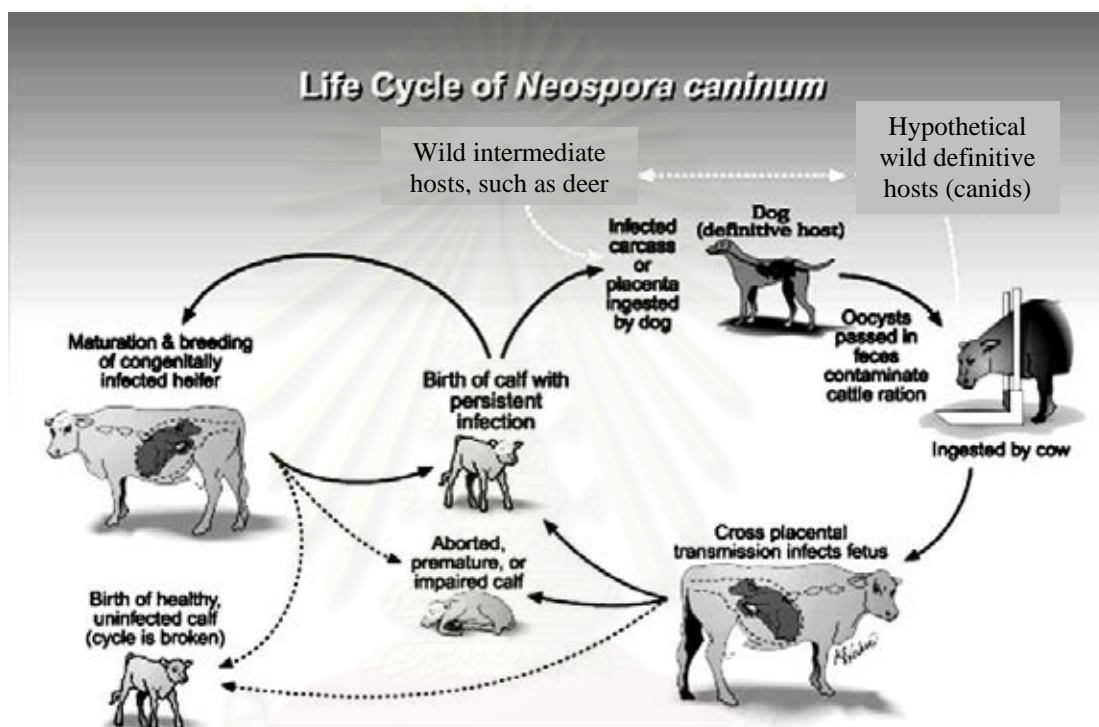 Life Cycle of Neospora caninum
Wild intermediate
hosts, such as deer
Hypothetical
wild definitive
hosts (canids)
Infected
carcass
or
placenta
ingested
by dog
Dog
(definitive host)
Oocysts
passed in
feces
contaminate
cattle ration
Ingested by cow
Maturation & breeding
of congenitally
infected heifer
Birth of calf with
persistent
infection
Cross placental
transmission infects fetus
Aborted,
premature, or
impaired calf
Birth of healthy,
uninfected calf
(cycle is broken)